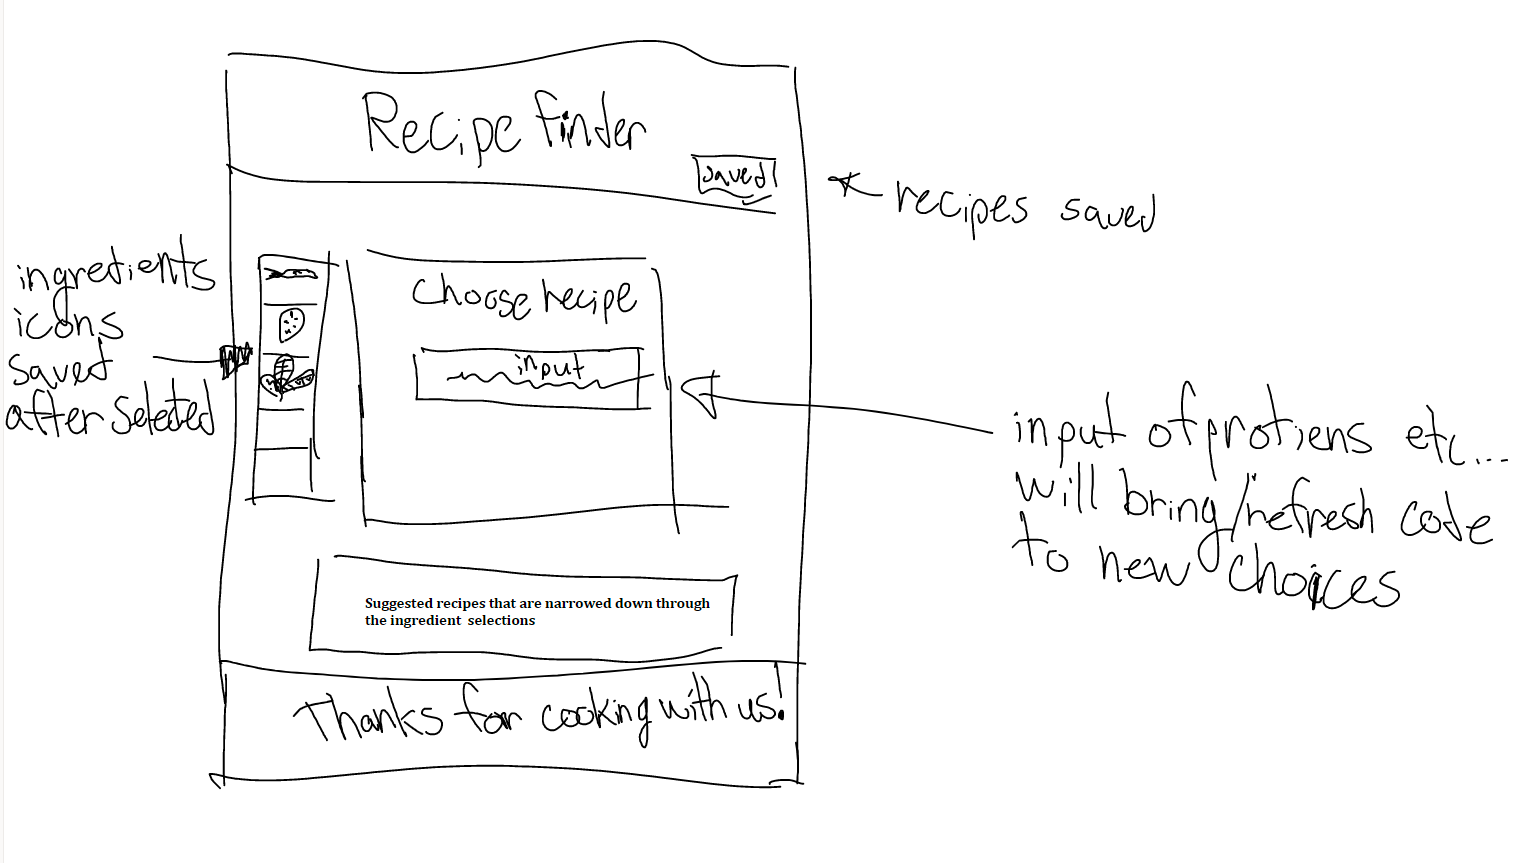 Recipe finder
saved
recipes saved
ingredients
icons
saved
after seleted
choose recipe
input
input of protiens etc...
will bring/refresh code
to new choices
Suggested recipes that are narrowed down through
the ingredient selections
Thanks for cooking with us!